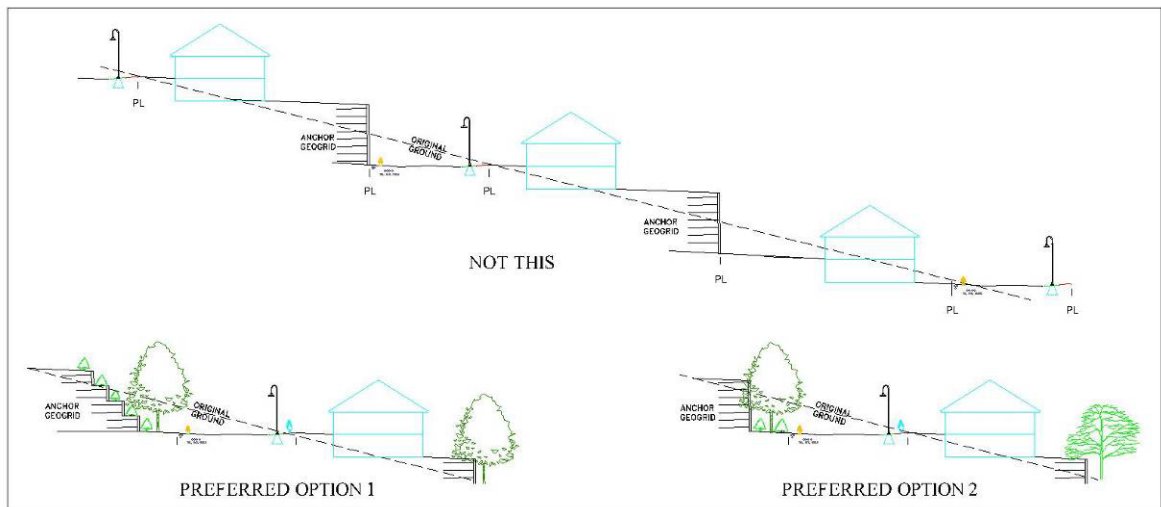 PL
ANCHOR
GEOGRID
ORIGINAL
GROUND
PL
PL
ANCHOR
GEOGRID
NOT THIS
PL
PL
PL
ANCHOR
GEOGRID
ORIGINAL
GROUND
PREFERRED OPTION 1
ANCHOR
GEOGRID
ORIGINAL
GROUND
PREFERRED OPTION 2